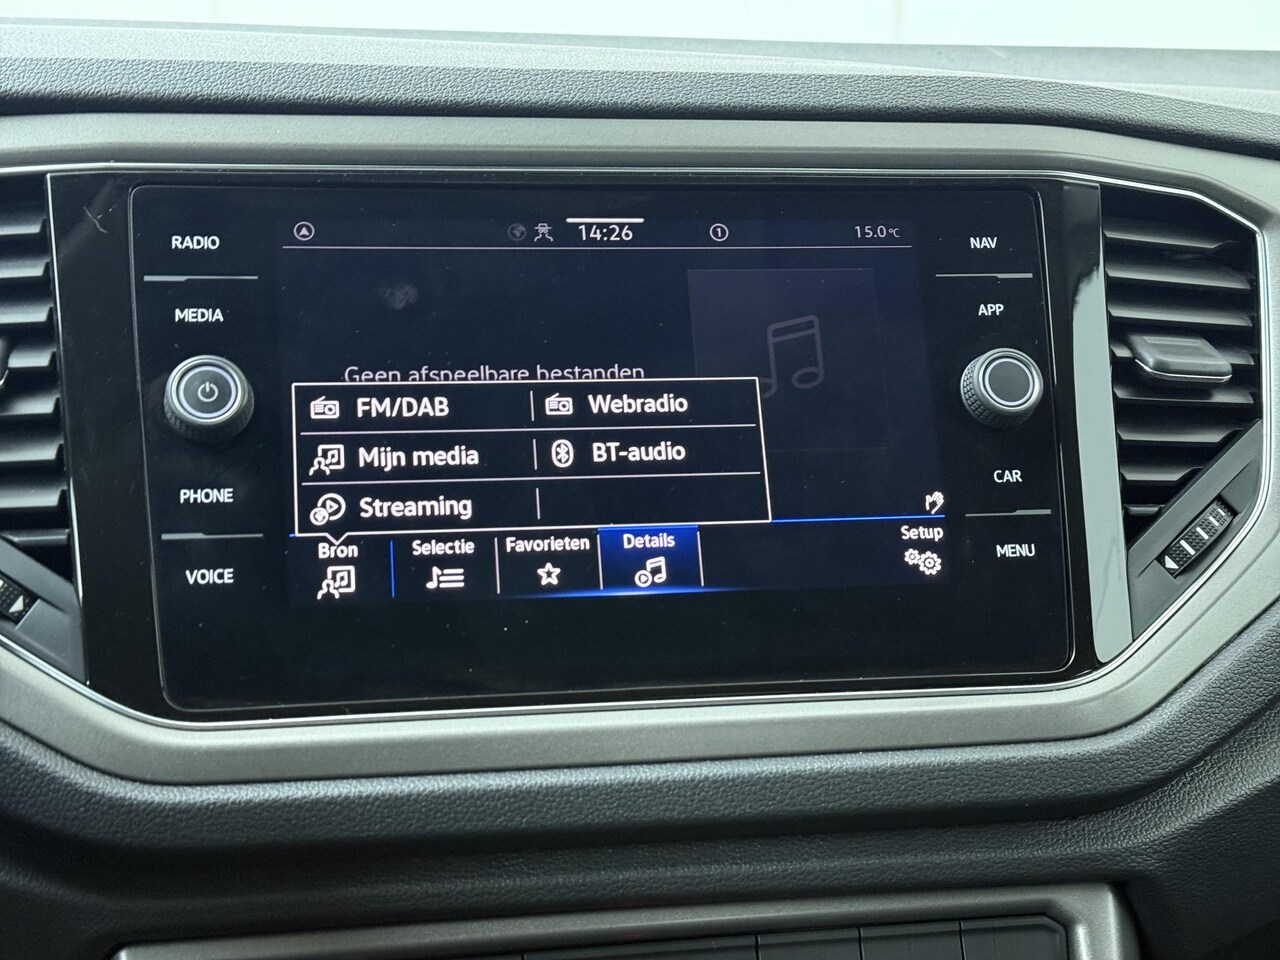 RADIO
MEDIA
PHONE
VOICE
14:26
1
15.0°C
Geen afspeelbare bestanden
FM/DAB
Webradio
Mijn media
BT-audio
Streaming
Bron
Selectie
Favorieten
Details
Setup
NAV
APP
CAR
MENU